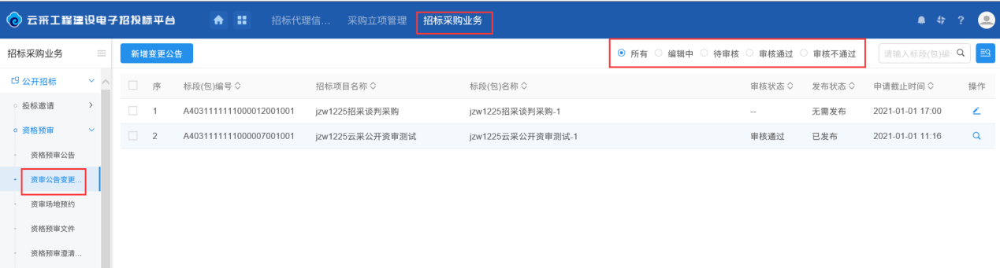 云采工程建设电子招投标平台 招标代理信... 采购立项管理 招标采购业务 ?
招标采购业务 新增变更公告 所有 编辑中 待审核 审核通过 审核不通过 请输入标段(包)编
公开招标 序 标段(包)编号 招标项目名称 标段(包)名称 审核状态 发布状态 申请截止时间 操作
投标邀请 1 A4031111111000012001001 jzw1225招采谈判采购 jzw1225招采谈判采购-1 -- 无需发布 2021-01-01 17:00
资格预审 2 A4031111111000007001001 jzw1225云采公开资审测试 jzw1225云采公开资审测试-1 审核通过 已发布 2021-01-01 11:16
资格预审公告
资审公告变更...
资审场地预约
资格预审文件
资格预审澄清...